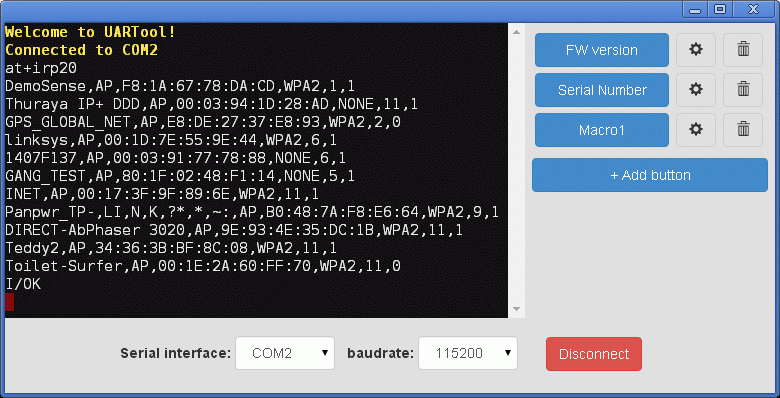 Welcome to UARTool!
Connected to COM2
at+irp20
DemoSense,AP,F8:1A:67:78:DA:CD,WPA2,1,1
Thuraya IP+ DDD,AP,00:03:94:1D:28:AD,NONE,11,1
GPS_GLOBAL_NET,AP,E8:DE:27:37:E8:93,WPA2,2,0
linksys,AP,00:1D:7E:55:9E:44,WPA2,6,1
1407F137,AP,00:03:91:77:78:88,NONE,6,1
GANG_TEST,AP,80:1F:02:48:F1:14,NONE,5,1
INET,AP,00:17:3F:9F:89:6E,WPA2,11,1
Panpwr_TP-,LI,N,K,?*,*,~:,AP,B0:48:7A:F8:E6:64,WPA2,9,1
DIRECT-AbPhaser 3020,AP,9E:93:4E:35:DC:1B,WPA2,11,1
Teddy2,AP,34:36:3B:BF:8C:08,WPA2,11,1
Toilet-Surfer,AP,00:1E:2A:60:FF:70,WPA2,11,0
I/OK
FW version
Serial Number
Macro1
+ Add button
Serial interface: COM2 baudrate: 115200 Disconnect